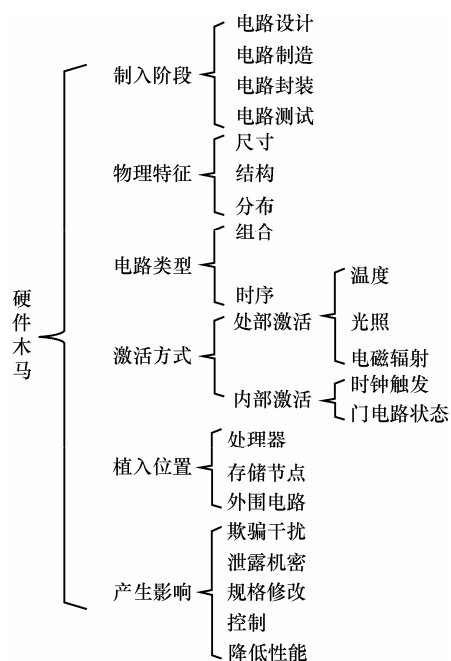 硬件木马
制入阶段
电路设计
电路制造
电路封装
电路测试
物理特征
尺寸
结构
分布
电路类型
组合
时序
激活方式
处部激活
温度
光照
电磁辐射
内部激活
时钟触发
门电路状态
植入位置
处理器
存储节点
外围电路
产生影响
欺骗干扰
泄露机密
规格修改
控制
降低性能